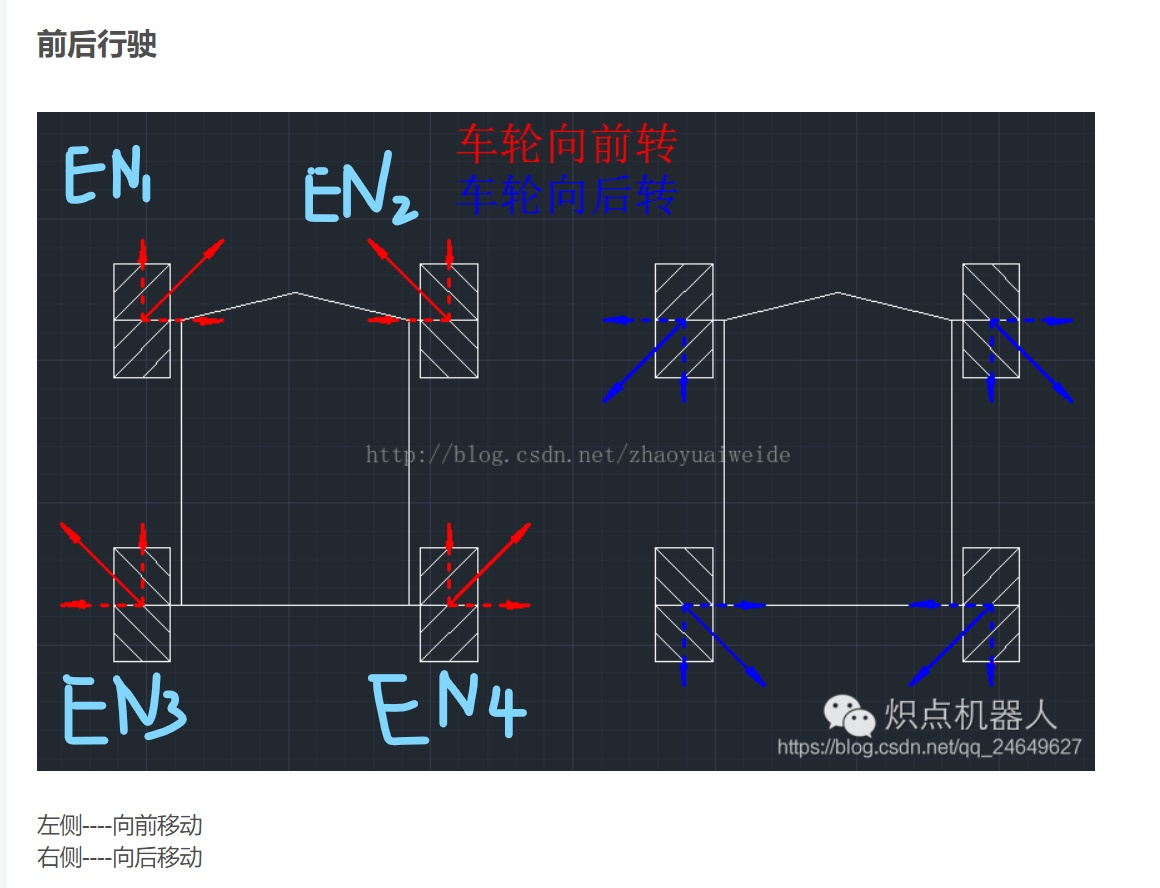 前后行驶
EN1
EN2
车轮向前转
车轮向后转
http://blog.csdn.net/zhaoyuaiweide
EN3
EN4
炽点机器人
https://blog.csdn.net/qq_24649627
左侧----向前移动
右侧----向后移动